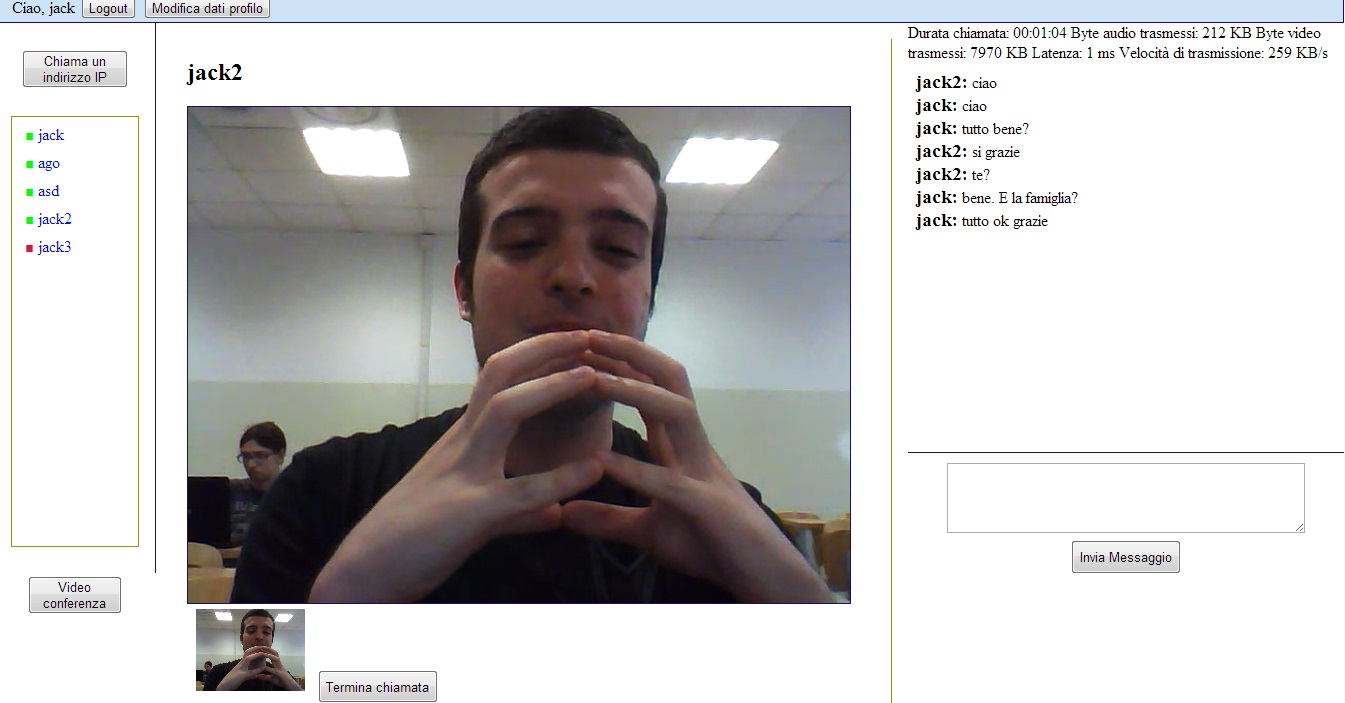 Ciao, jack Logout Modifica dati profilo
Chiama un
indirizzo IP
jack
ago
asd
jack2
jack3
Video
conferenza
jack2
Termina chiamata
Durata chiamata: 00:01:04 Byte audio trasmessi: 212 KB Byte video
trasmessi: 7970 KB Latenza: 1 ms Velocità di trasmissione: 259 KB/s
jack2: ciao
jack: ciao
jack: tutto bene?
jack2: si grazie
jack2: te?
jack: bene. E la famiglia?
jack: tutto ok grazie
Invia Messaggio